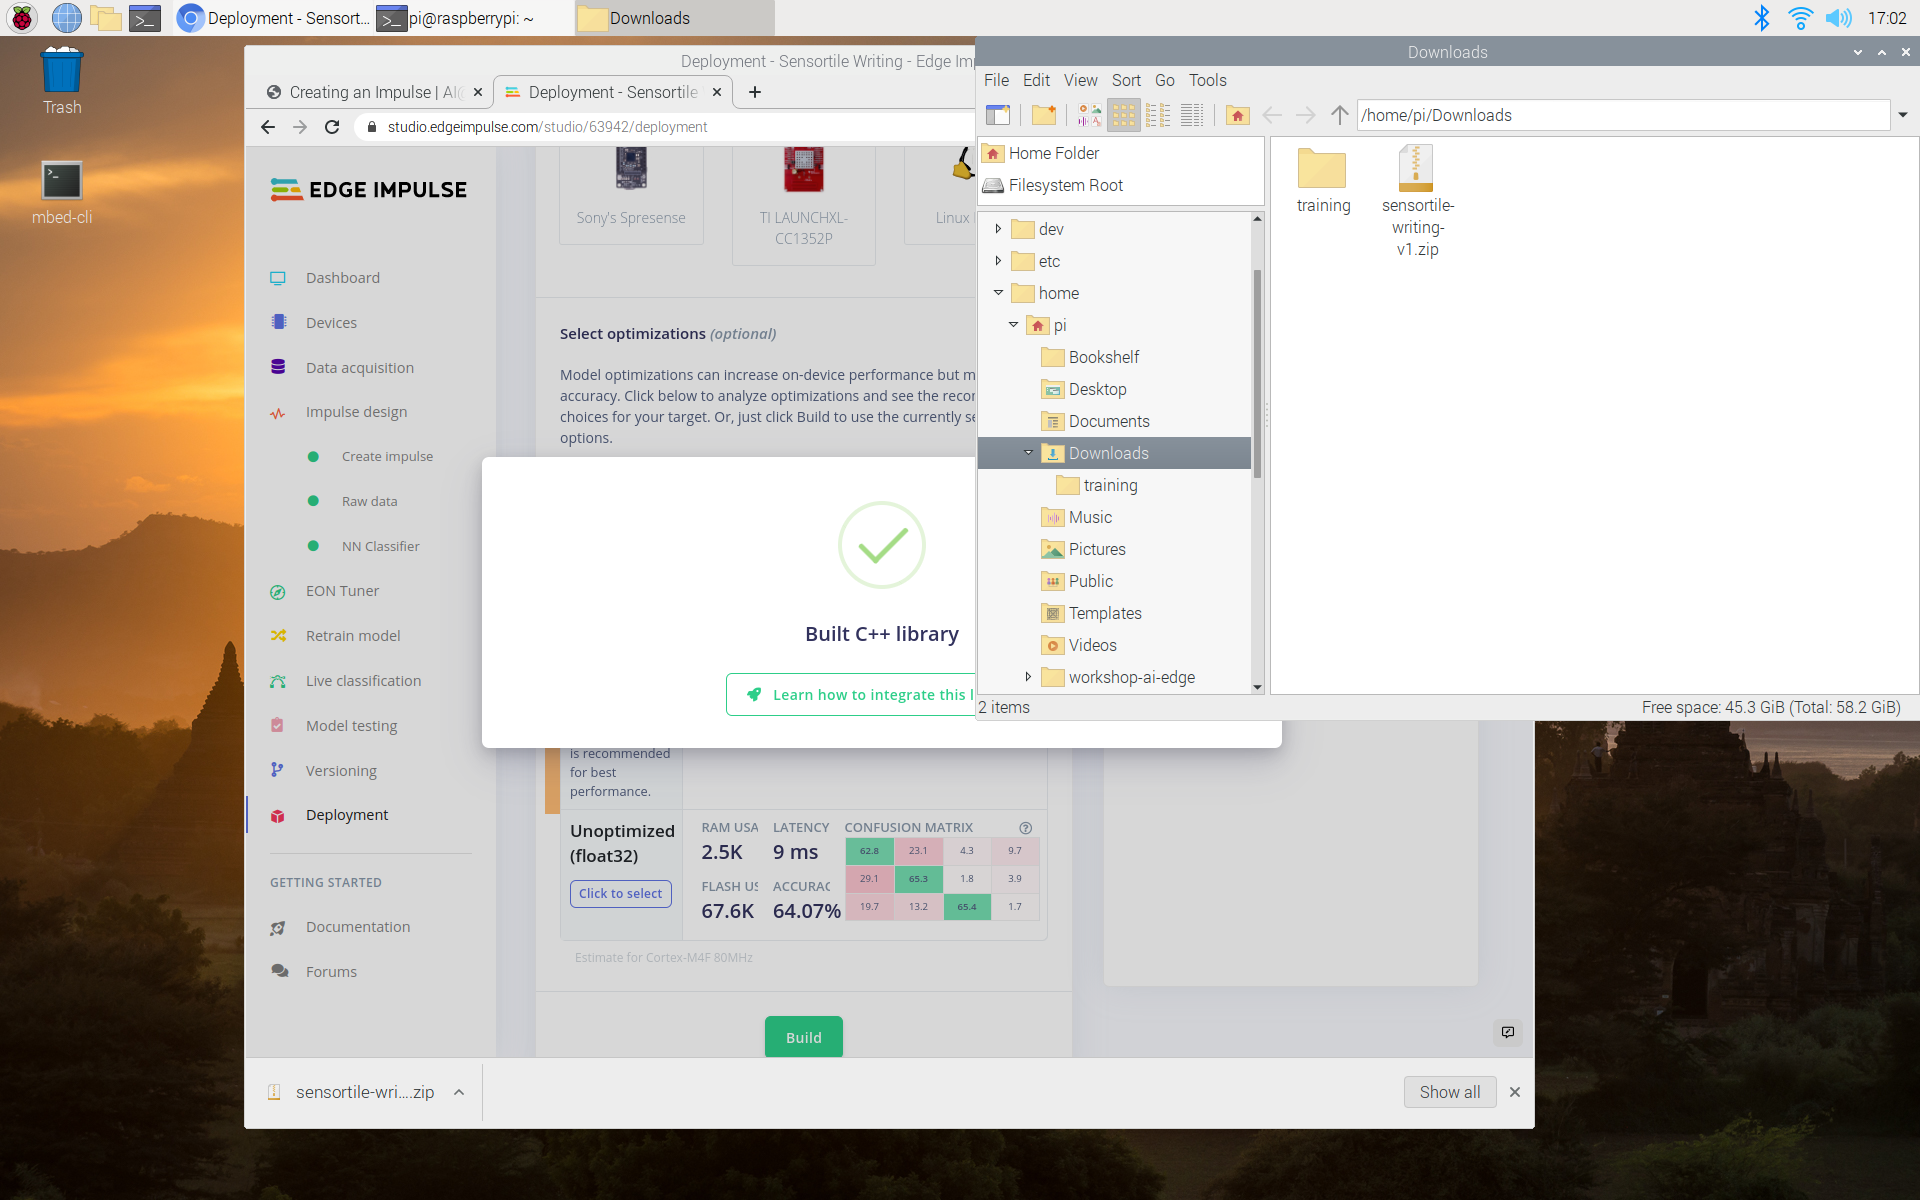 Deployment - Sensort...
pi@raspberrypi: ~
Downloads
17:02
Trash
mbed-cli
Deployment - Sensortile Writing - Edge Im
Creating an Impulse | AI@
Deployment - Sensortile
studio.edgeimpulse.com/studio/63942/deployment
EDGE IMPULSE
Dashboard
Devices
Data acquisition
Impulse design
Create impulse
Raw data
NN Classifier
EON Tuner
Retrain model
Live classification
Model testing
Versioning
Deployment
GETTING STARTED
Documentation
Forums
Sony's Spresense
TI LAUNCHXL-
CC1352P
Linux
Select optimizations (optional)
Model optimizations can increase on-device performance but m
accuracy. Click below to analyze optimizations and see the recor
choices for your target. Or, just click Build to use the currently se
options.
Built C++ library
Learn how to integrate this l
is recommended
for best
performance.
Unoptimized
(float32)
Click to select
RAM USA
2.5K
LATENCY
9 ms
FLASH US
67.6K
ACCURAC
64.07%
CONFUSION MATRIX
62.8 23.1 4.3 9.7
29.1 65.3 1.8 3.9
19.7 13.2 65.4 1.7
Estimate for Cortex-M4F 80MHz
Build
sensortile-wri....zip
Show all
Downloads
File Edit View Sort Go Tools
/home/pi/Downloads
Home Folder
Filesystem Root
dev
etc
home
pi
Bookshelf
Desktop
Documents
Downloads
training
Music
Pictures
Public
Templates
Videos
workshop-ai-edge
training
sensortile-
writing-
v1.zip
2 items
Free space: 45.3 GiB (Total: 58.2 GiB)